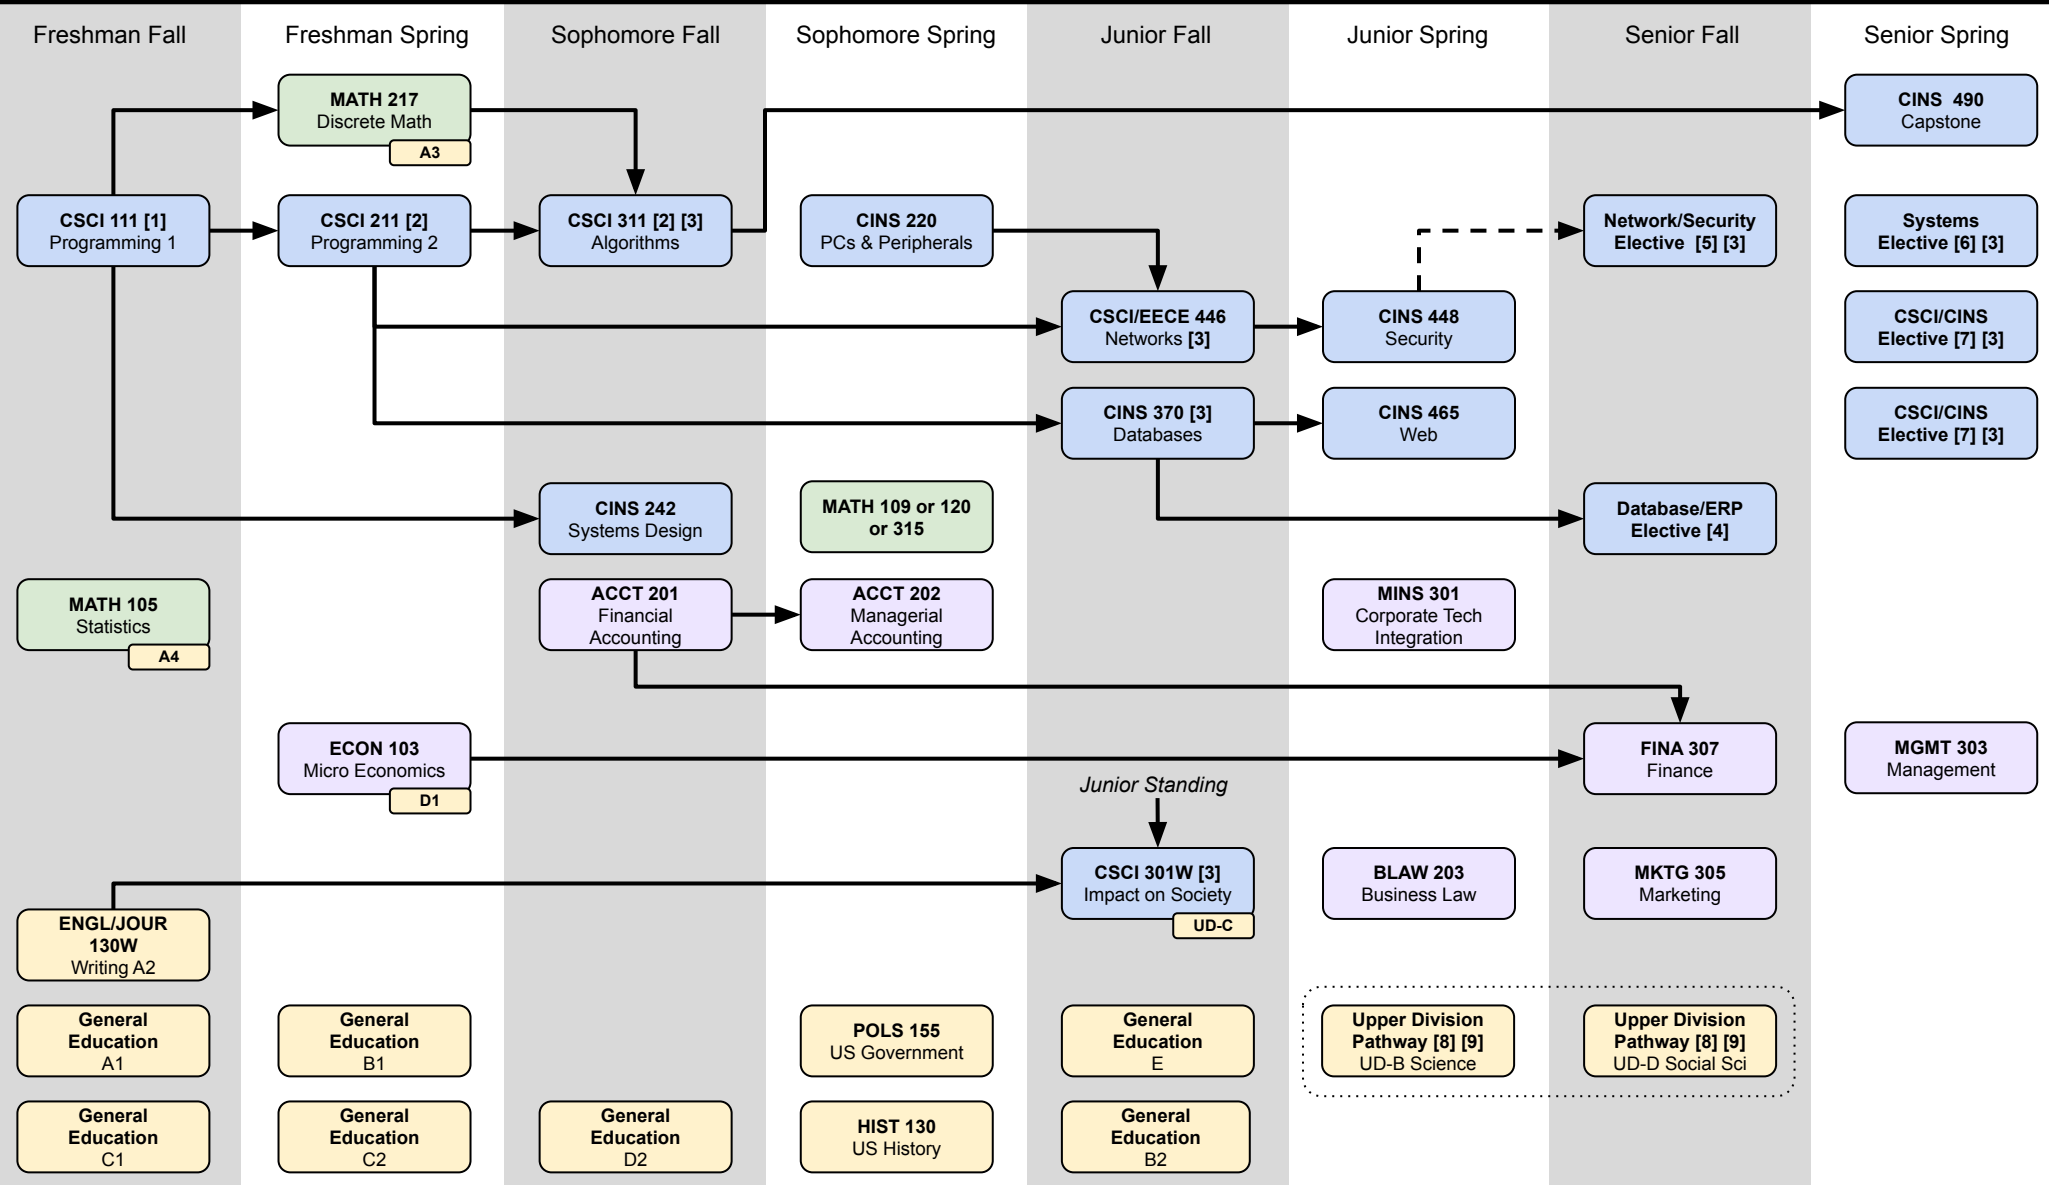 Freshman Fall
Freshman Spring
Sophomore Fall
Sophomore Spring
Junior Fall
Junior Spring
Senior Fall
Senior Spring
MATH 217
Discrete Math
A3
CINS  490
Capstone
CSCI 111 [1]
Programming 1
CSCI 211 [2]
Programming 2
CSCI 311 [2] [3]
Algorithms
CINS 220
PCs & Peripherals
Network/Security
Elective  [5] [3]
Systems
Elective [6] [3]
CSCI/EECE 446
Networks [3]
CINS 448
Security
CSCI/CINS
Elective [7] [3]
CINS 370 [3]
Databases
CINS 465
Web
CSCI/CINS
Elective [7] [3]
CINS 242
Systems Design
MATH 109 or 120
or 315
Database/ERP
Elective [4]
MATH 105
Statistics
A4
ACCT 201
Financial
Accounting
ACCT 202
Managerial
Accounting
MINS 301
Corporate Tech
Integration
ECON 103
Micro Economics
D1
FINA 307
Finance
MGMT 303
Management
Junior Standing
CSCI 301W [3]
Impact on Society
UD-C
BLAW 203
Business Law
MKTG 305
Marketing
ENGL/JOUR
130W
Writing A2
General
Education
A1
General
Education
B1
POLS 155
US Government
General
Education
E
Upper Division
Pathway [8] [9]
UD-B Science
Upper Division
Pathway [8] [9]
UD-D Social Sci
General
Education
C1
General
Education
C2
General
Education
D2
HIST 130
US History
General
Education
B2